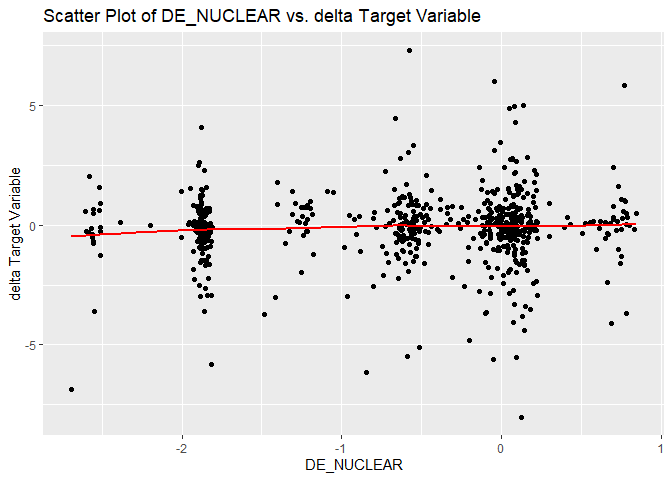 Scatter Plot of DE_NUCLEAR vs. delta Target Variable
delta Target Variable
5
0
-5
-2
-1
0
1
DE_NUCLEAR